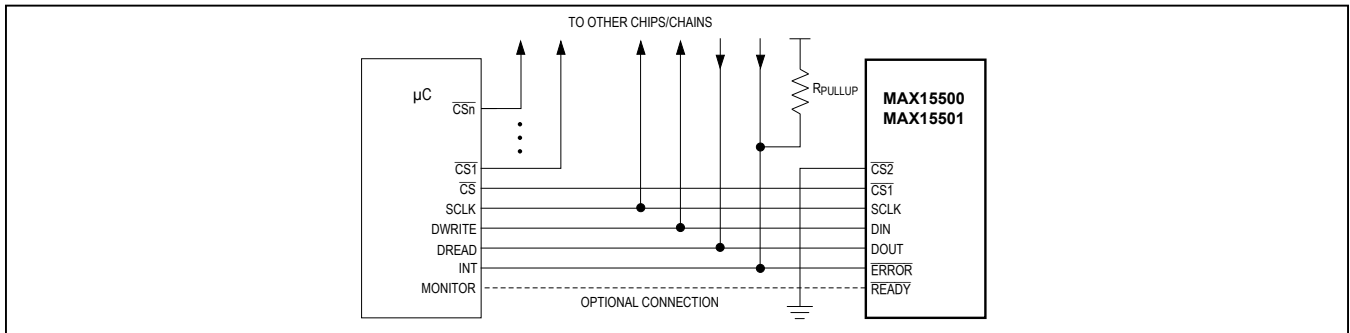 TO OTHER CHIPS/CHAINS
µC
CSn
CS1
CS
SCLK
DWRITE
DREAD
INT
MONITOR
OPTIONAL CONNECTION
RPULLUP
MAX15500
MAX15501
CS2
CS1
SCLK
DIN
DOUT
ERROR
READY